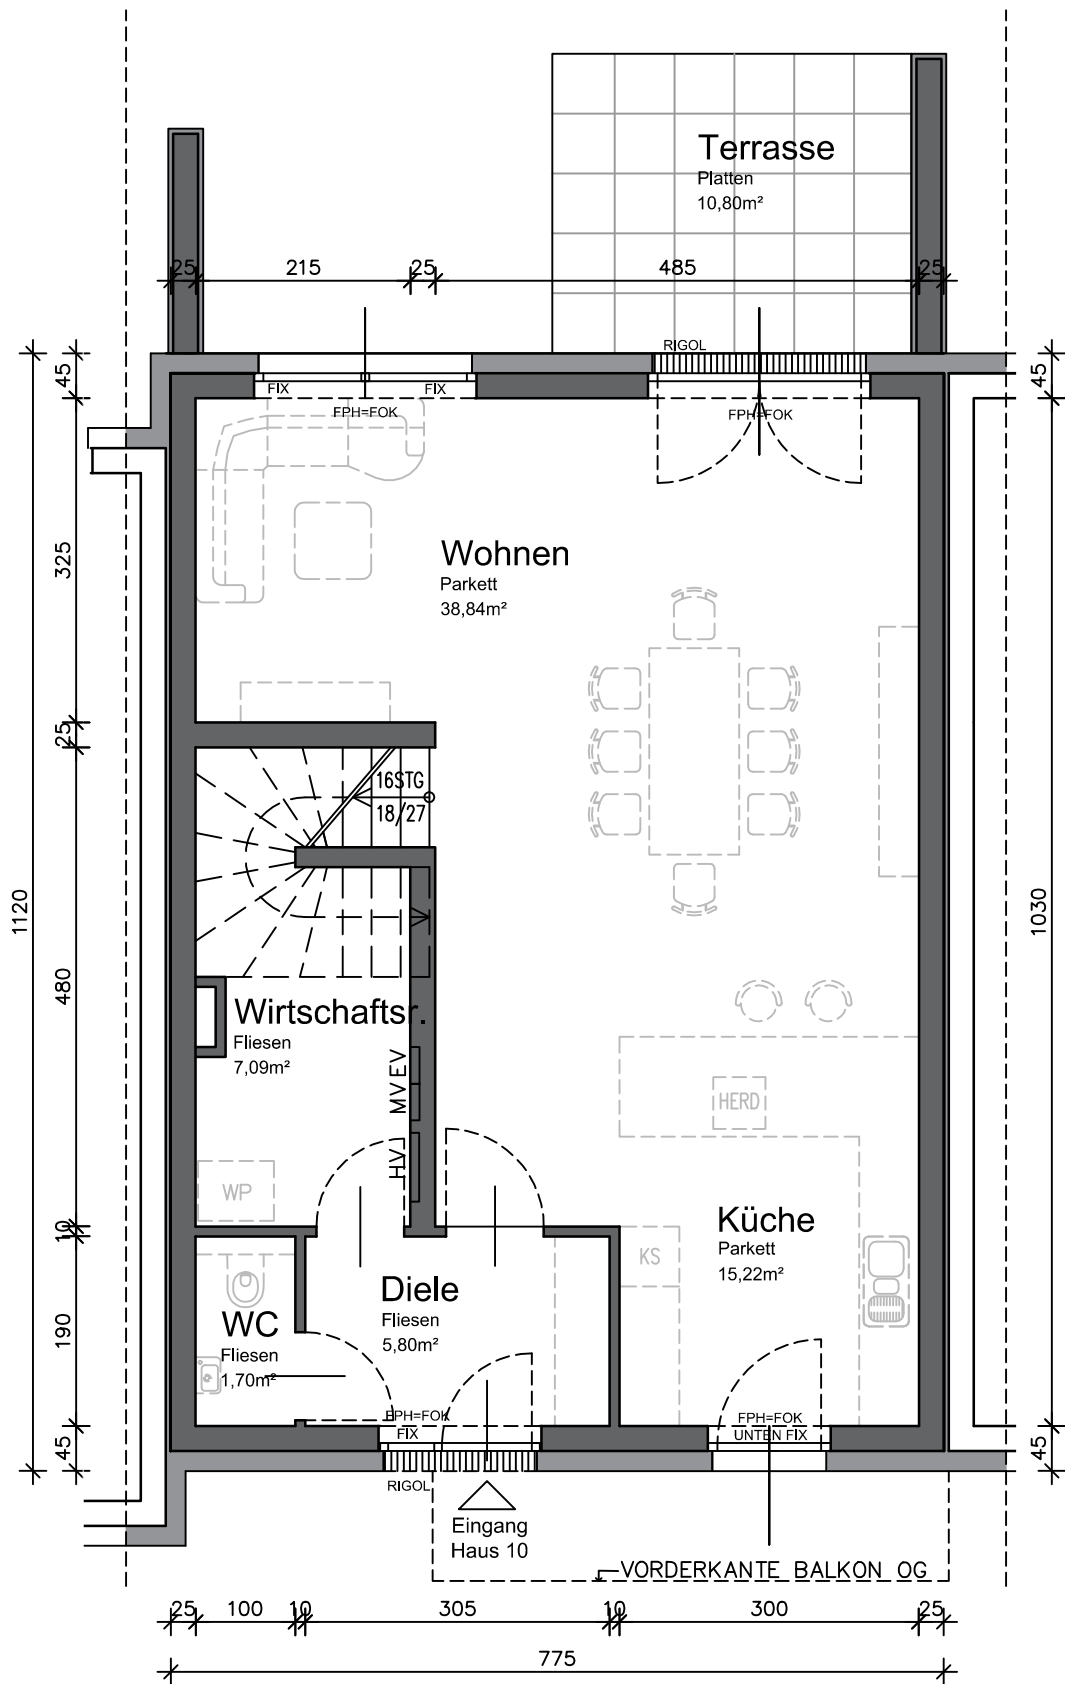 Terrasse
Platten
10,80m²
25
215
25
485
25
RIGOL
45
45
FIX
FIX
FPH=FOK
FPH=FOK
325
Wohnen
Parkett
38,84m²
25
16STG
18/27
1120
1030
480
Wirtschaftsr.
Fliesen
7,09m²
EV
MV
HV
HERD
WP
10
Küche
Parkett
15,22m²
KS
Diele
Fliesen
5,80m²
190
WC
Fliesen
1,70m²
FPH=FOK
FIX
FPH=FOK
UNTEN FIX
45
45
RIGOL
Eingang
Haus 10
VORDERKANTE BALKON OG
25
100
10
305
10
300
25
775